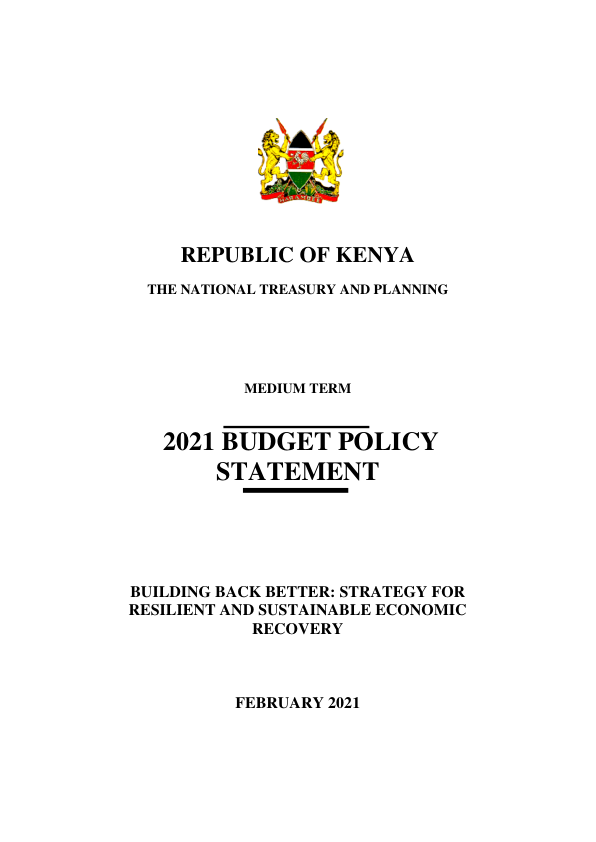 HARAMBEE
REPUBLIC OF KENYA
THE NATIONAL TREASURY AND PLANNING
MEDIUM TERM
2021 BUDGET POLICY
STATEMENT
BUILDING BACK BETTER: STRATEGY FOR
RESILIENT AND SUSTAINABLE ECONOMIC
RECOVERY
FEBRUARY 2021